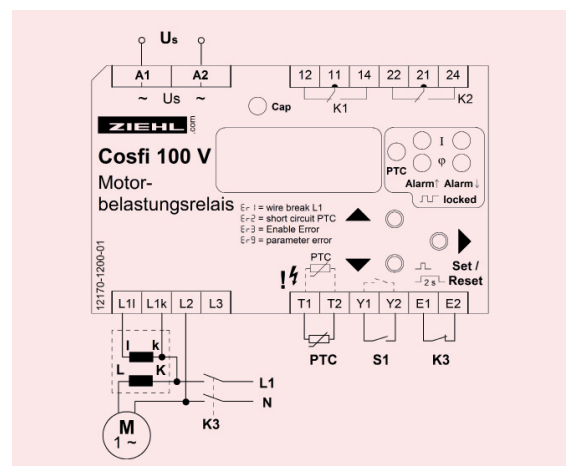 Us
A1 A2
~ Us ~
12 11 14 22 21 24
K1
K2
Cap
ZIEHL .com
Cosfi 100 V
Motor-
belastungsrelais
I
φ
PTC
Alarm↑ Alarm↓
locked
Er1 = wire break L1
Er2 = short circuit PTC
Er3 = Enable Error
Er9 = parameter error
PTC
Set /
2 s
Reset
12170-1200-01
L1l L1k L2 L3
T1 T2 Y1 Y2 E1 E2
PTC S1 K3
l k
L K
L1
N
K3
M
1 ~